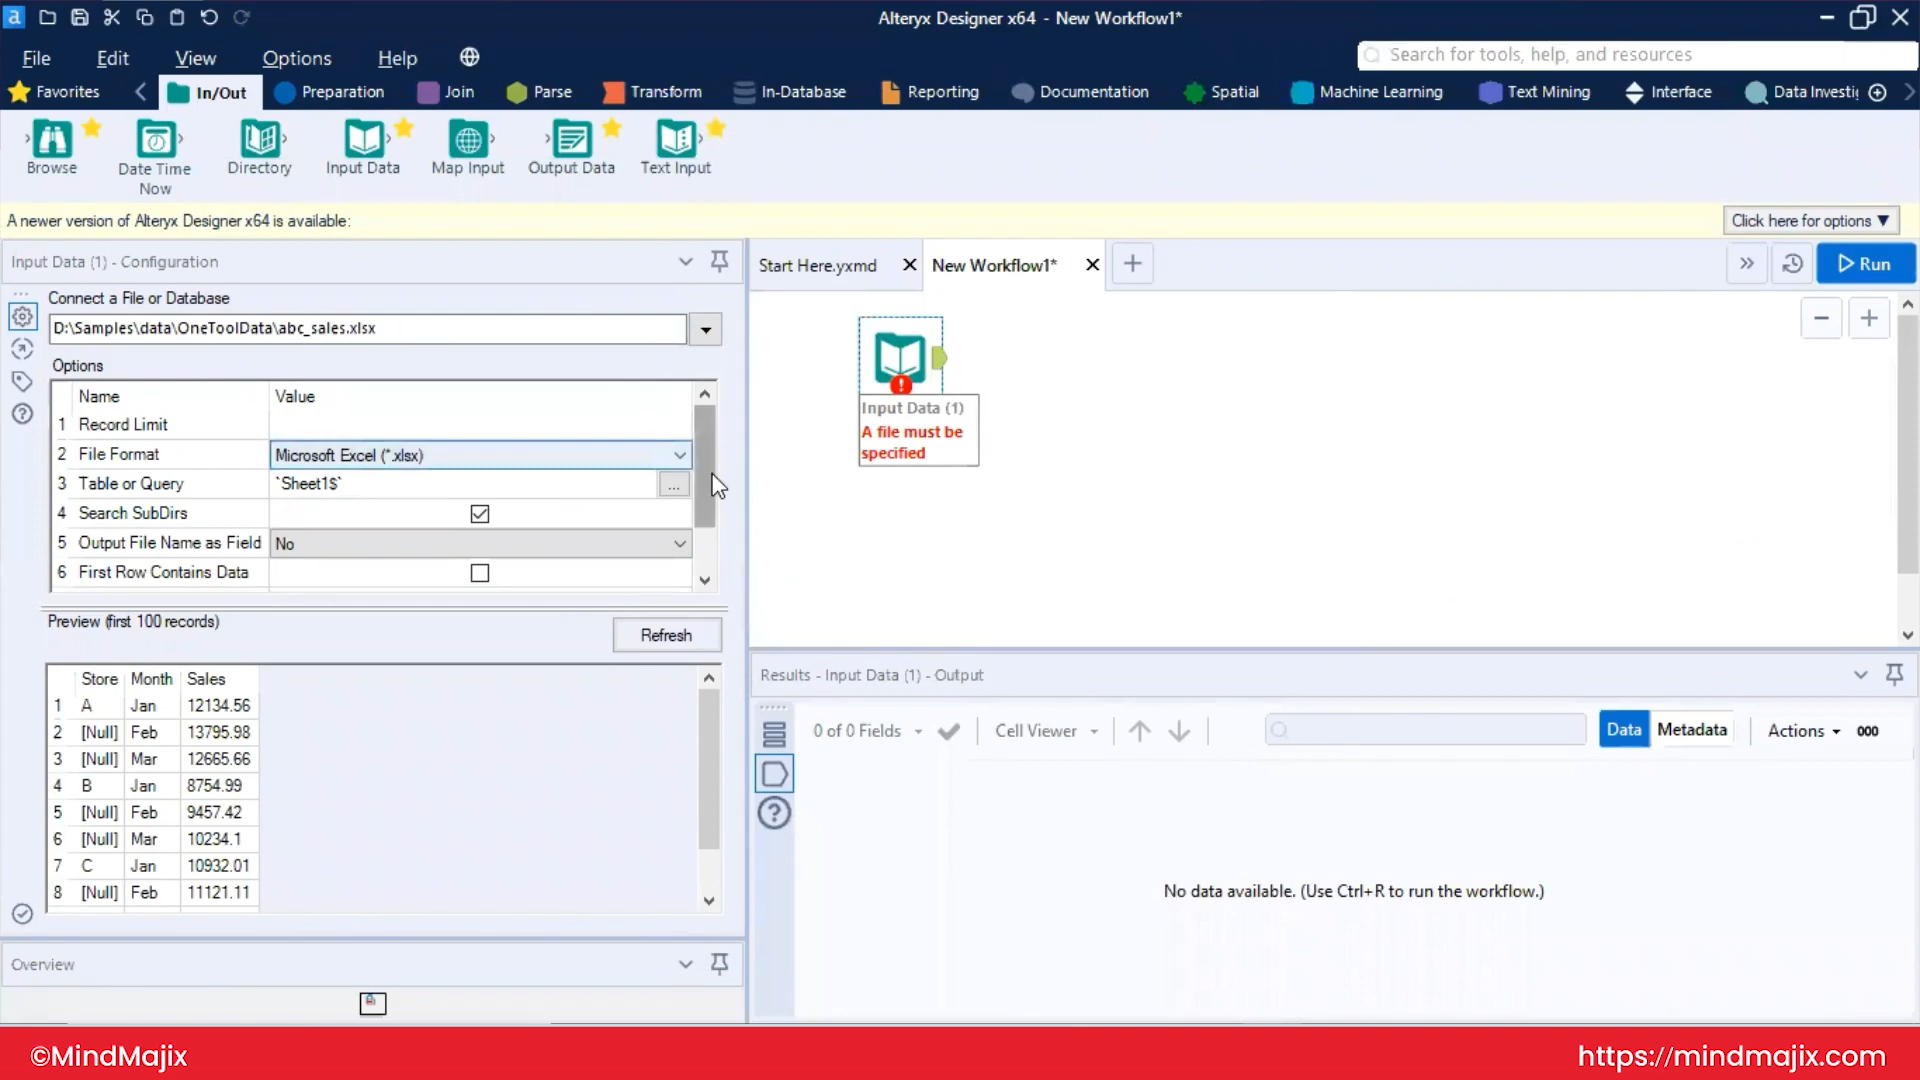 a
Alteryx Designer x64 - New Workflow1*
File Edit View Options Help
Search for tools, help, and resources
Favorites In/Out Preparation Join Parse Transform In-Database Reporting Documentation Spatial Machine Learning Text Mining Interface Data Investi
Browse Date Time Now Directory Input Data Map Input Output Data Text Input
A newer version of Alteryx Designer x64 is available:
Click here for options ▼
Input Data (1) - Configuration
Connect a File or Database
D:\Samples\data\OneToolData\abc_sales.xlsx
Options
Name Value
1 Record Limit
2 File Format Microsoft Excel (*.xlsx)
3 Table or Query `Sheet1$` ...
4 Search SubDirs
5 Output File Name as Field No
6 First Row Contains Data
Preview (first 100 records)
Refresh
Store Month Sales
1 A Jan 12134.56
2 [Null] Feb 13795.98
3 [Null] Mar 12665.66
4 B Jan 8754.99
5 [Null] Feb 9457.42
6 [Null] Mar 10234.1
7 C Jan 10932.01
8 [Null] Feb 11121.11
Overview
Start Here.yxmd New Workflow1*
Run
Input Data (1)
A file must be
specified
Results - Input Data (1) - Output
0 of 0 Fields Cell Viewer Data Metadata Actions 000
No data available. (Use Ctrl+R to run the workflow.)
©MindMajix
https://mindmajix.com